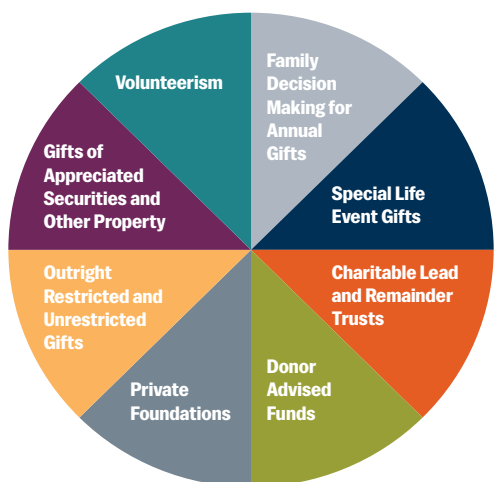 Volunteerism
Family
Decision
Making for
Annual
Gifts
Special Life
Event Gifts
Charitable Lead
and Remainder
Trusts
Donor
Advised
Funds
Private
Foundations
Outright
Restricted and
Unrestricted
Gifts
Gifts of
Appreciated
Securities and
Other Property